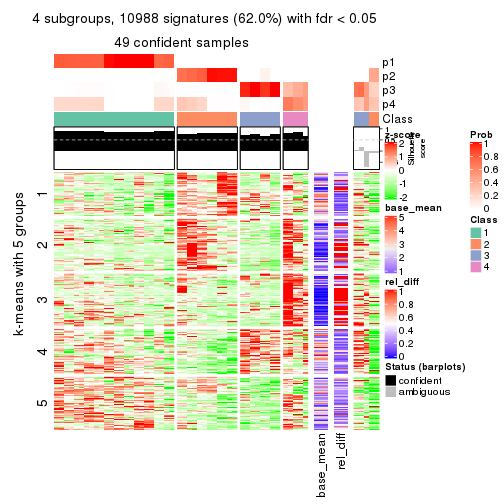 4 subgroups, 10988 signatures (62.0%) with fdr < 0.05
49 confident samples
p1
p2
p3
p4
Class
Silhouette
score
k-means with 5 groups
1
2
3
4
5
base_mean
rel_diff
z-score
2
1
0
-1
-2
base_mean
5
4
3
2
1
rel_diff
1
0.8
0.6
0.4
0.2
0
Status (barplots)
confident
ambiguous
Prob
1
0.8
0.6
0.4
0.2
0
Class
1
2
3
4